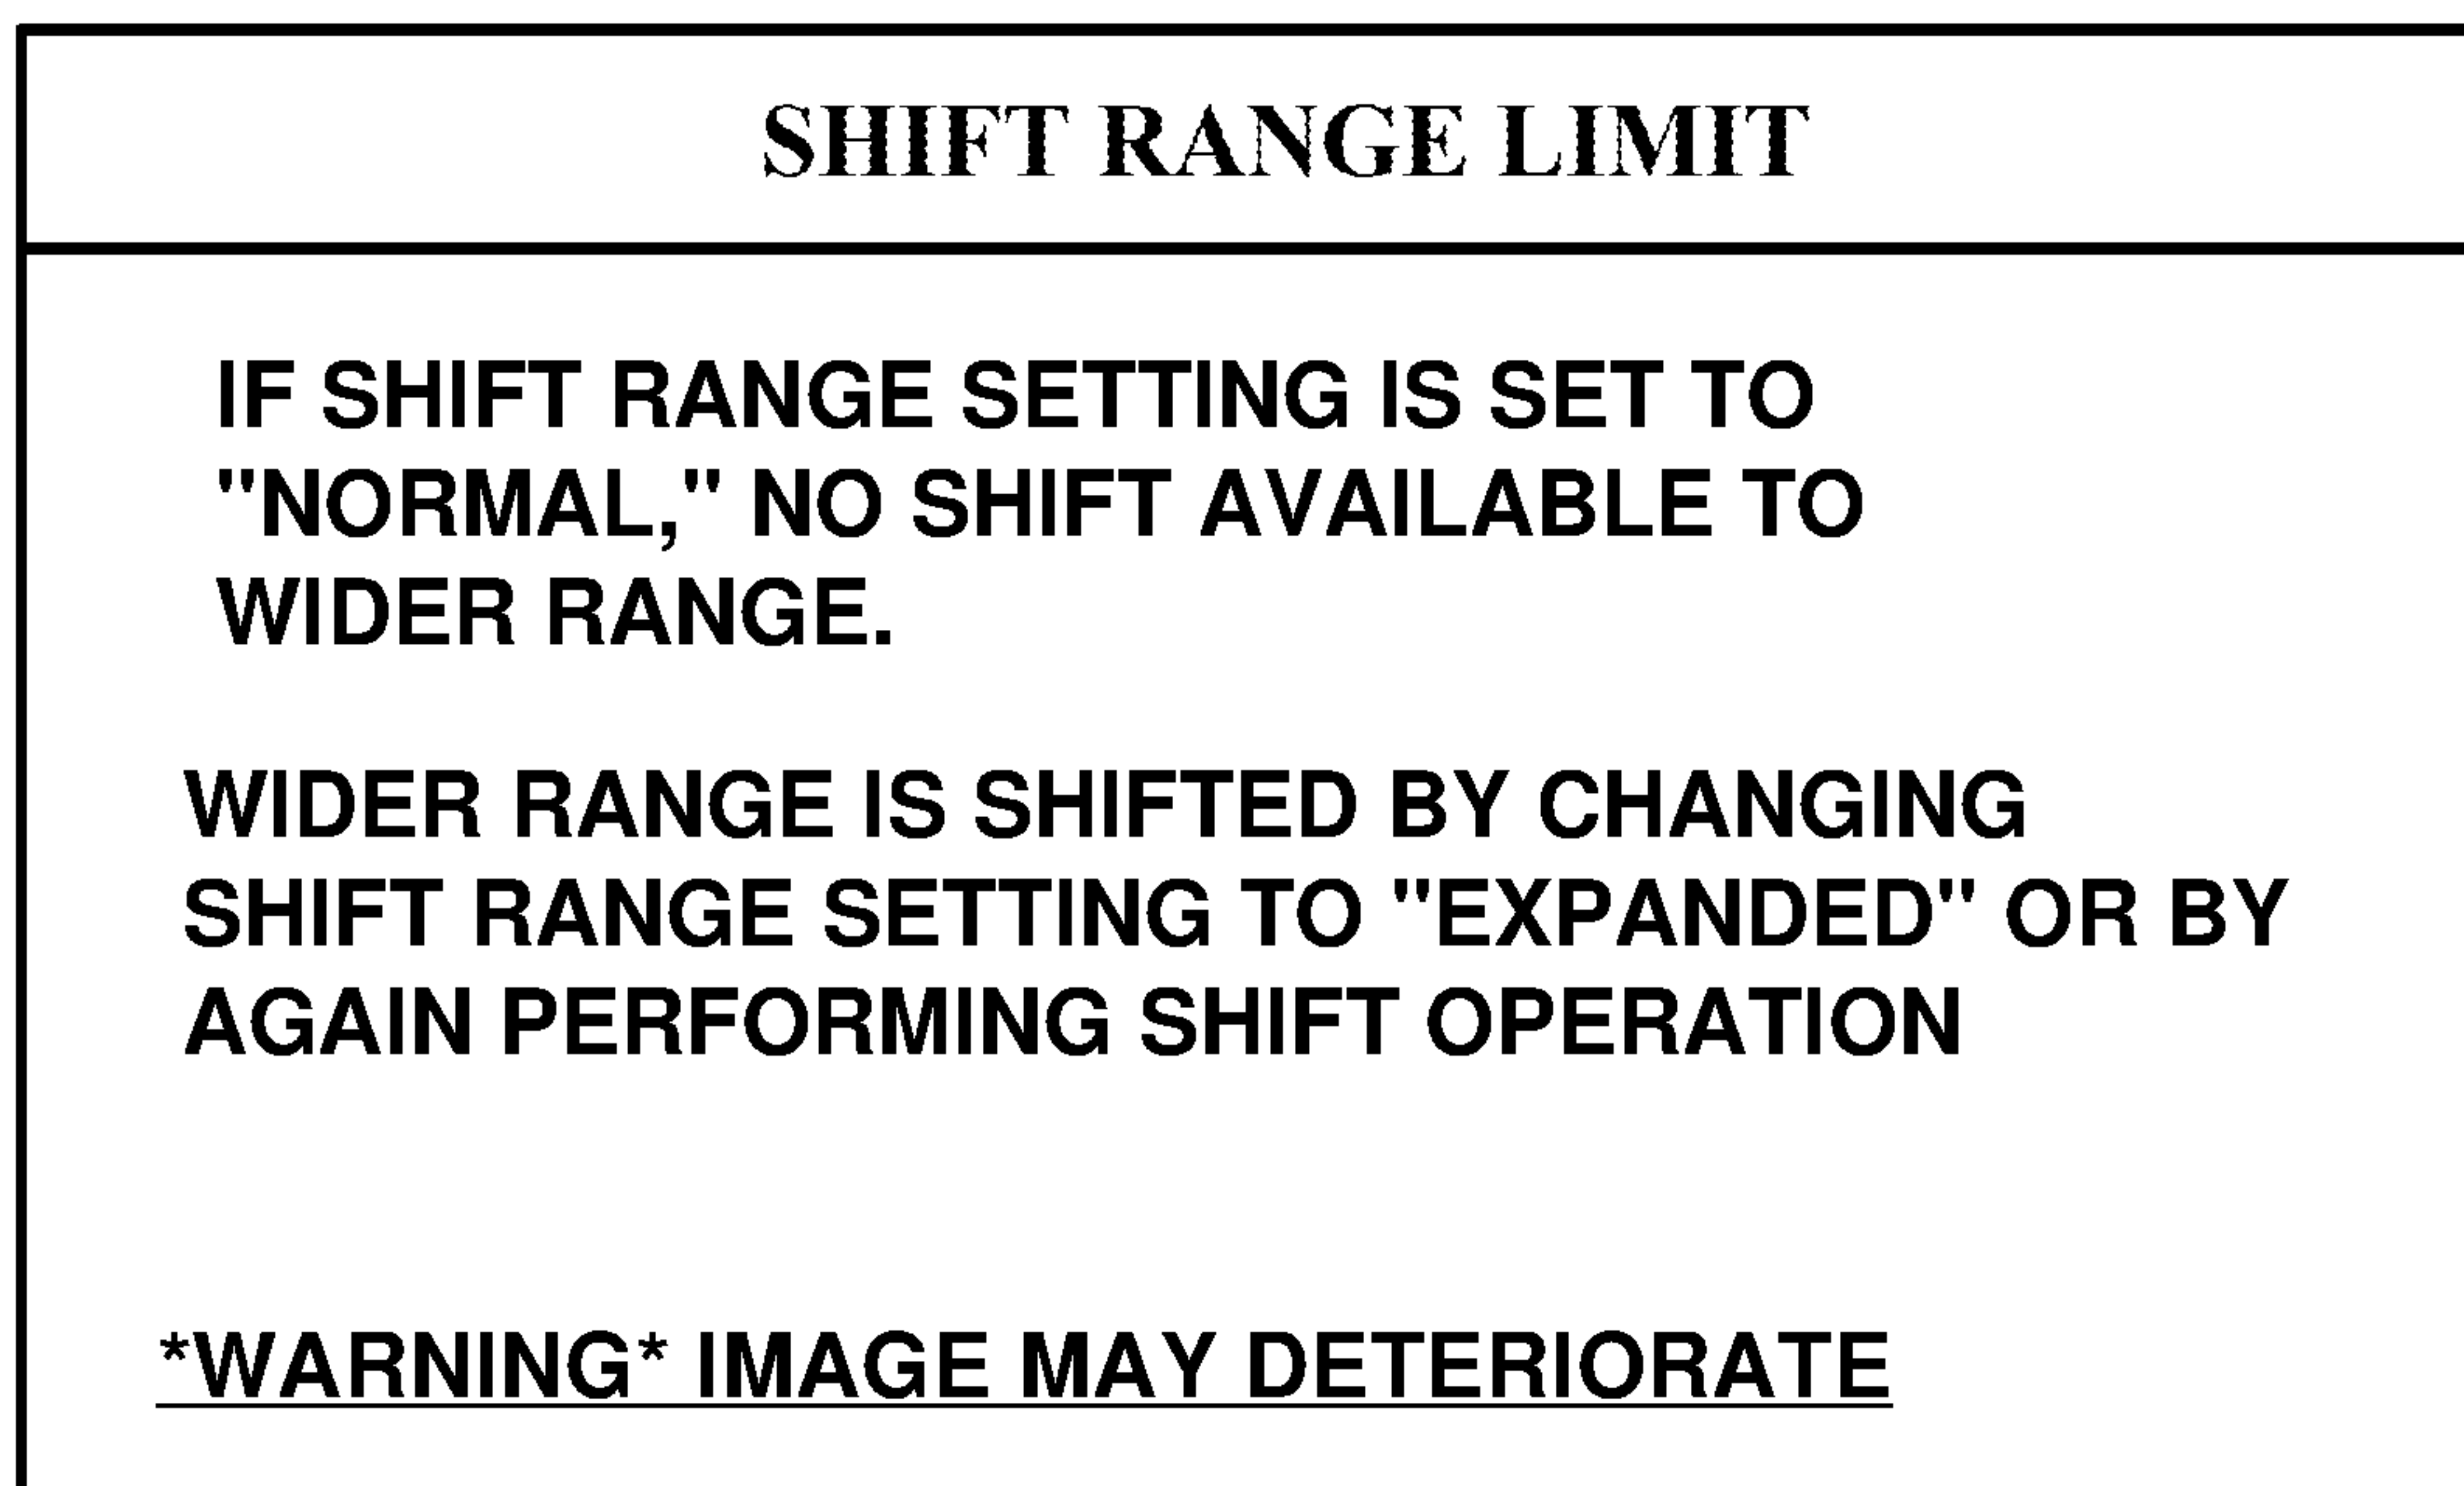 SHIFT RANGE LIMIT
IF SHIFT RANGE SETTING IS SET TO
"NORMAL," NO SHIFT AVAILABLE TO
WIDER RANGE.
WIDER RANGE IS SHIFTED BY CHANGING
SHIFT RANGE SETTING TO "EXPANDED" OR BY
AGAIN PERFORMING SHIFT OPERATION
*WARNING* IMAGE MAY DETERIORATE